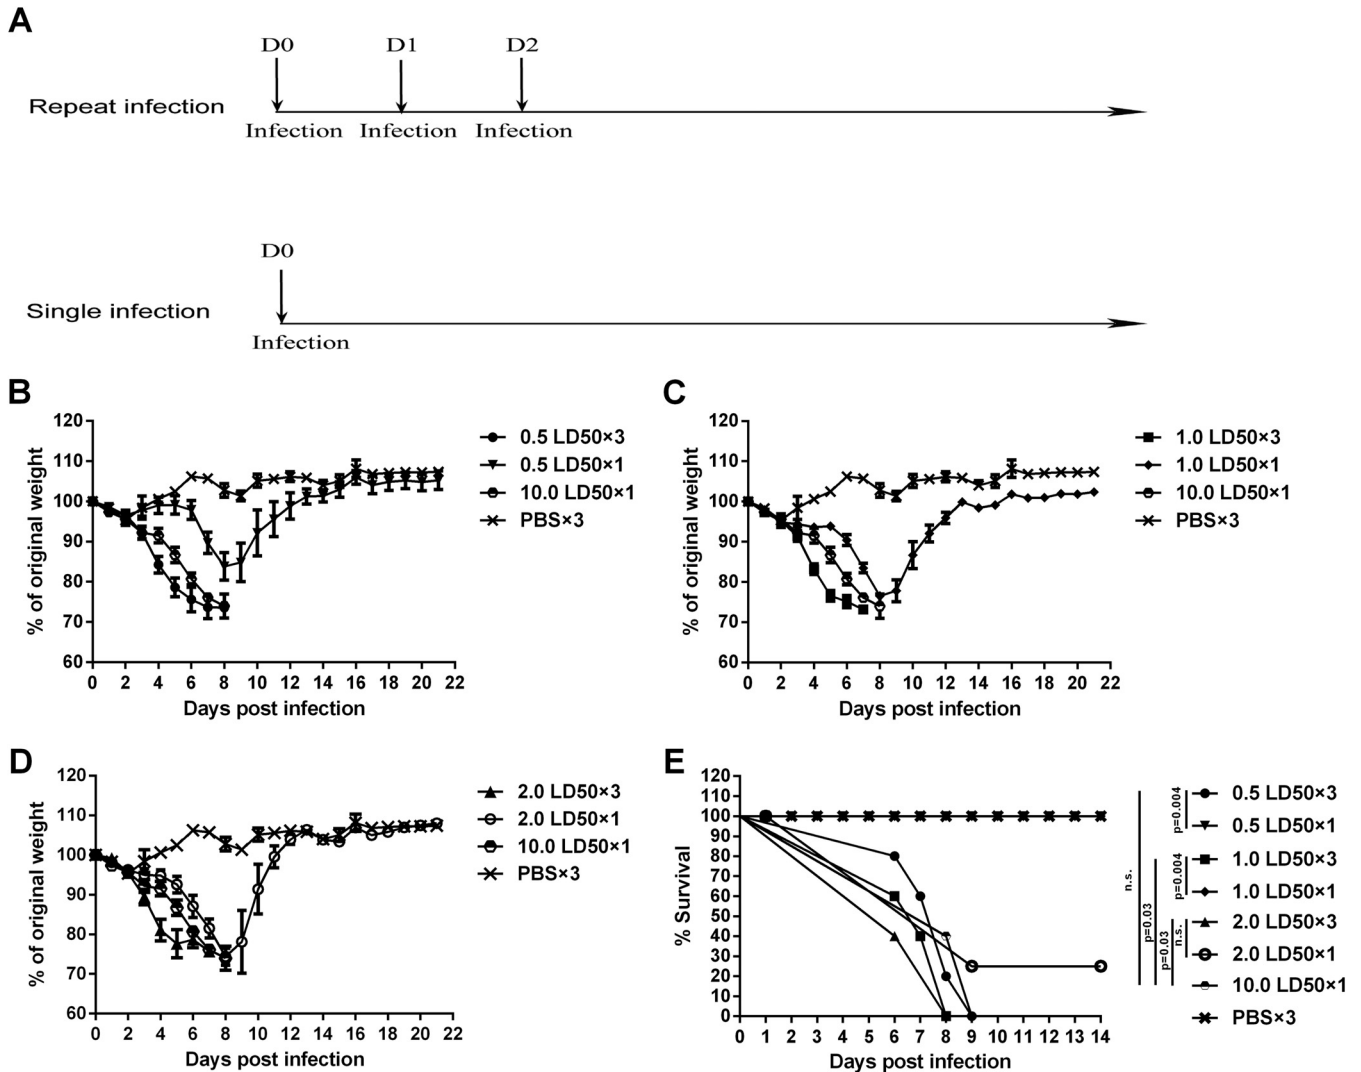 A
D0 D1 D2
Repeat infection
Infection Infection Infection
D0
Single infection
Infection
B
% of original weight
120
110
100
90
80
70
60
0 2 4 6 8 10 12 14 16 18 20 22
Days post infection
0.5 LD50×3
0.5 LD50×1
10.0 LD50×1
PBS×3
C
% of original weight
120
110
100
90
80
70
60
0 2 4 6 8 10 12 14 16 18 20 22
Days post infection
1.0 LD50×3
1.0 LD50×1
10.0 LD50×1
PBS×3
D
% of original weight
120
110
100
90
80
70
60
0 2 4 6 8 10 12 14 16 18 20 22
Days post infection
2.0 LD50×3
2.0 LD50×1
10.0 LD50×1
PBS×3
E
% Survival
120
110
100
90
80
70
60
50
40
30
20
10
0
0 1 2 3 4 5 6 7 8 9 10 11 12 13 14
Days post infection
n.s.
p=0.03
p=0.03
p=0.004
p=0.004
n.s.
0.5 LD50×3
0.5 LD50×1
1.0 LD50×3
1.0 LD50×1
2.0 LD50×3
2.0 LD50×1
10.0 LD50×1
PBS×3